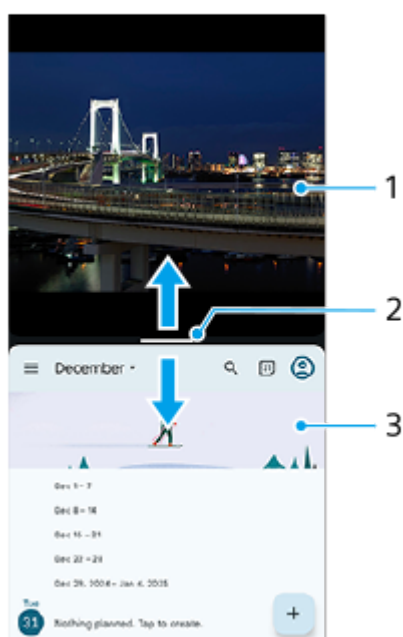 1
2
December
31
3
Dec 1 – 7
Dec 8 – 14
Dec 15 – 21
Dec 22 – 28
Dec 29, 2024 – Jan 4, 2025
Tue
31 Nothing planned. Tap to create.
+